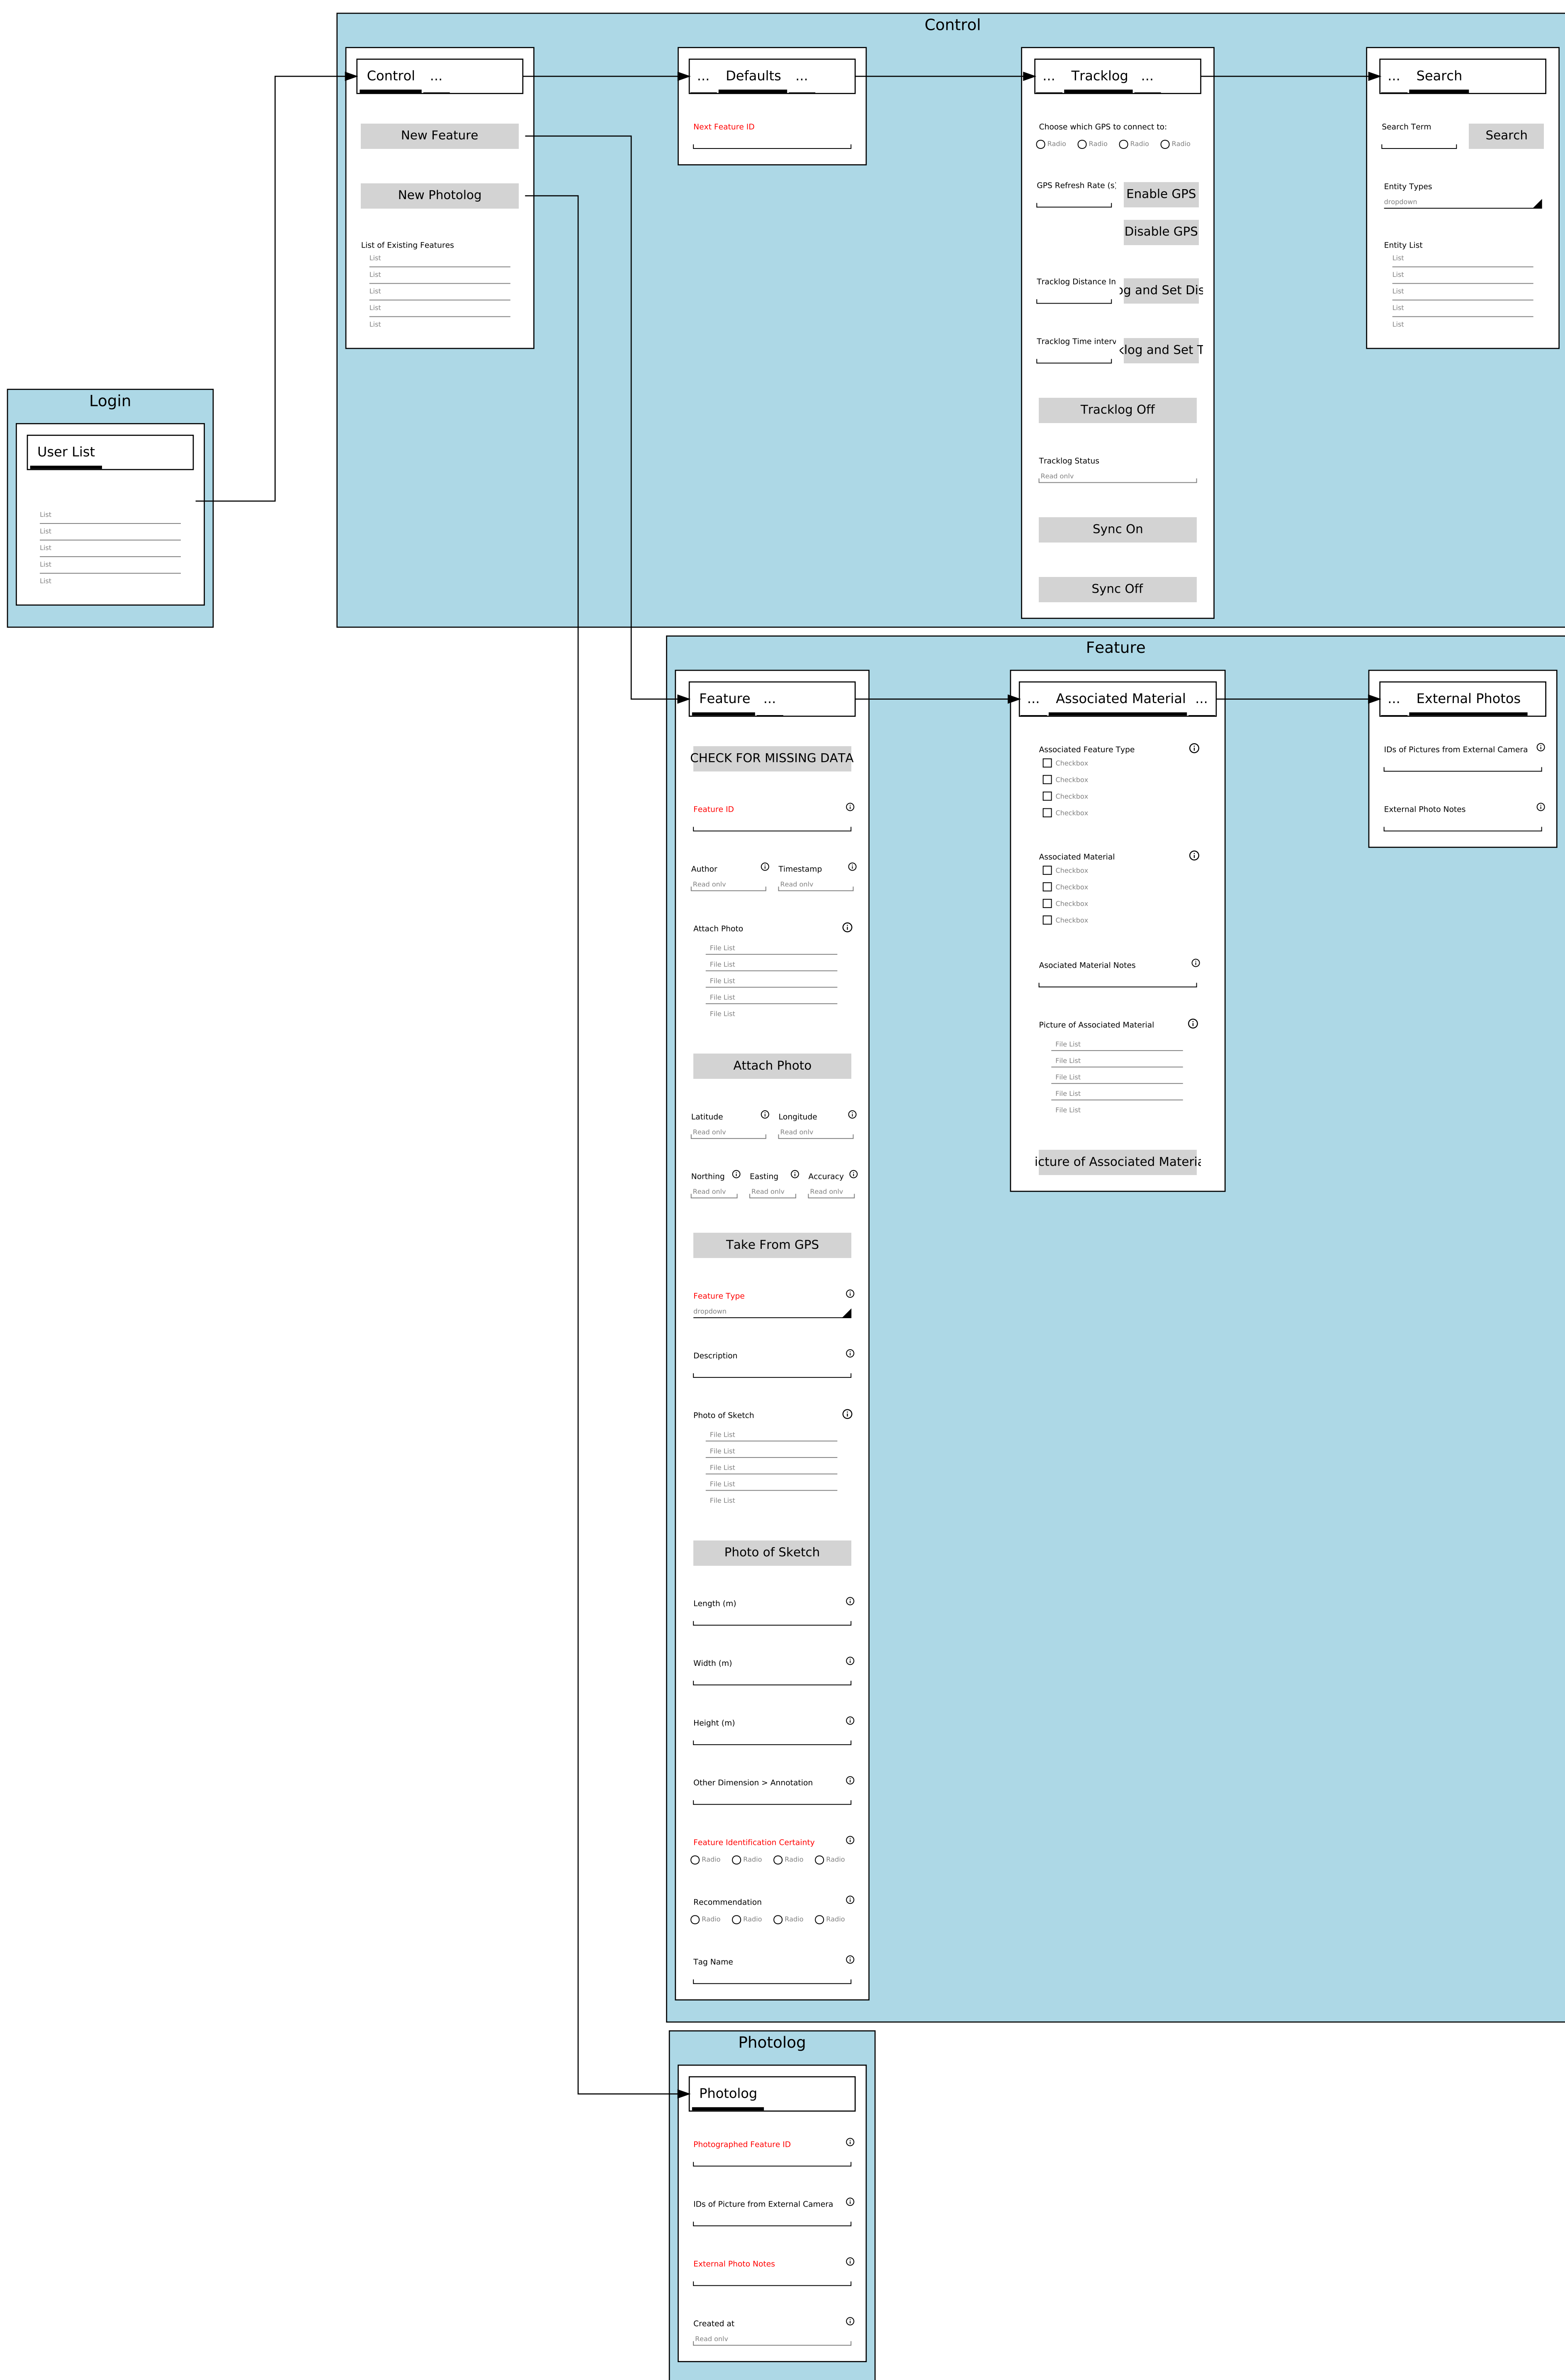 Control
Control ...
New Feature
New Photolog
List of Existing Features
List
List
List
List
List
... Defaults ...
Next Feature ID
... Tracklog ...
Choose which GPS to connect to:
Radio Radio Radio Radio
GPS Refresh Rate (s)
Enable GPS
Disable GPS
Tracklog Distance In
og and Set Dis
Tracklog Time interv
klog and Set T
Tracklog Off
Tracklog Status
Read only
Sync On
Sync Off
... Search
Search Term
Search
Entity Types
dropdown
Entity List
List
List
List
List
List
Login
User List
List
List
List
List
List
Feature
Feature ...
CHECK FOR MISSING DATA
Feature ID
Author Timestamp
Read only Read only
Attach Photo
File List
File List
File List
File List
File List
Attach Photo
Latitude Longitude
Read only Read only
Northing Easting Accuracy
Read only Read only Read only
Take From GPS
Feature Type
dropdown
Description
Photo of Sketch
File List
File List
File List
File List
File List
Photo of Sketch
Length (m)
Width (m)
Height (m)
Other Dimension > Annotation
Feature Identification Certainty
Radio Radio Radio Radio
Recommendation
Radio Radio Radio Radio
Tag Name
... Associated Material ...
Associated Feature Type
Checkbox
Checkbox
Checkbox
Checkbox
Associated Material
Checkbox
Checkbox
Checkbox
Checkbox
Asociated Material Notes
Picture of Associated Material
File List
File List
File List
File List
File List
icture of Associated Materia
... External Photos
IDs of Pictures from External Camera
External Photo Notes
Photolog
Photolog
Photographed Feature ID
IDs of Picture from External Camera
External Photo Notes
Created at
Read only